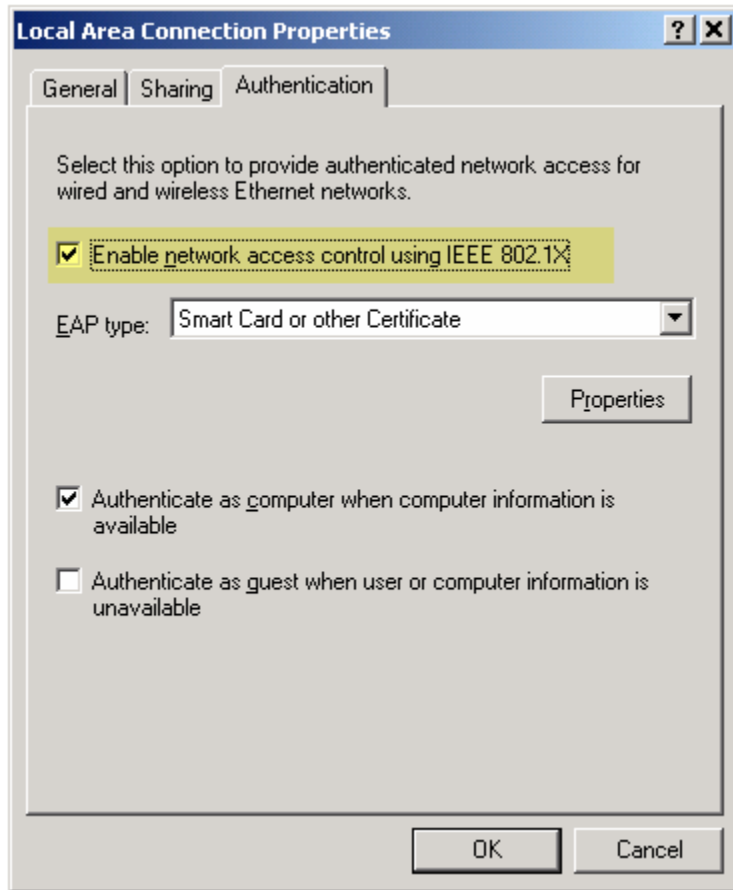 Local Area Connection Properties
General Sharing Authentication
Select this option to provide authenticated network access for
wired and wireless Ethernet networks.
Enable network access control using IEEE 802.1X
EAP type: Smart Card or other Certificate
Properties
Authenticate as computer when computer information is
available
Authenticate as guest when user or computer information is
unavailable
OK Cancel